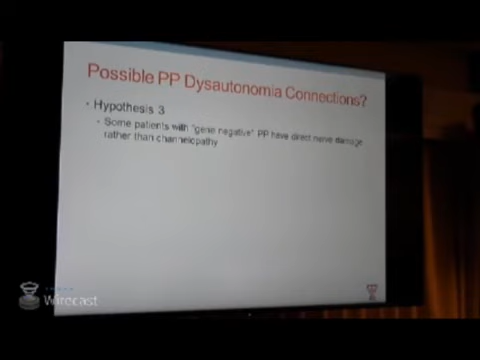 Possible PP Dysautonomia Connections?
• Hypothesis 3
• Some patients with "gene negative" PP have direct nerve damage
rather than channelopathy
Wirecast